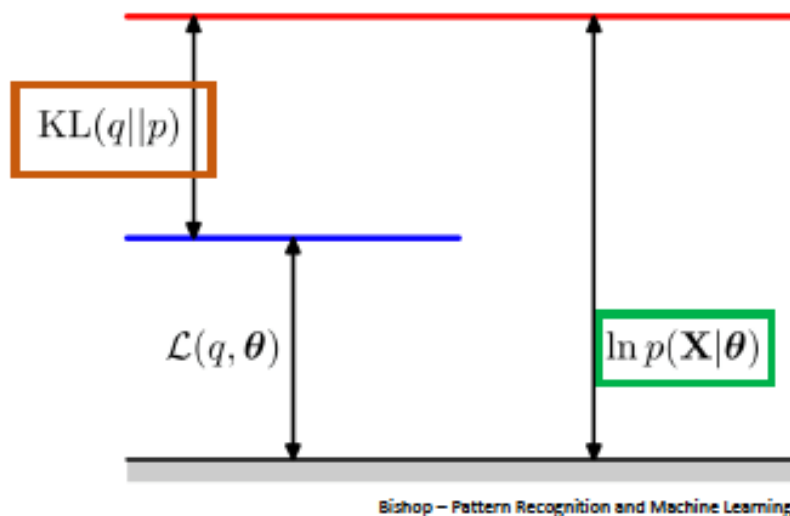 KL(q||p)
ℒ(q, θ)
ln p(X|θ)
Bishop – Pattern Recognition and Machine Learning